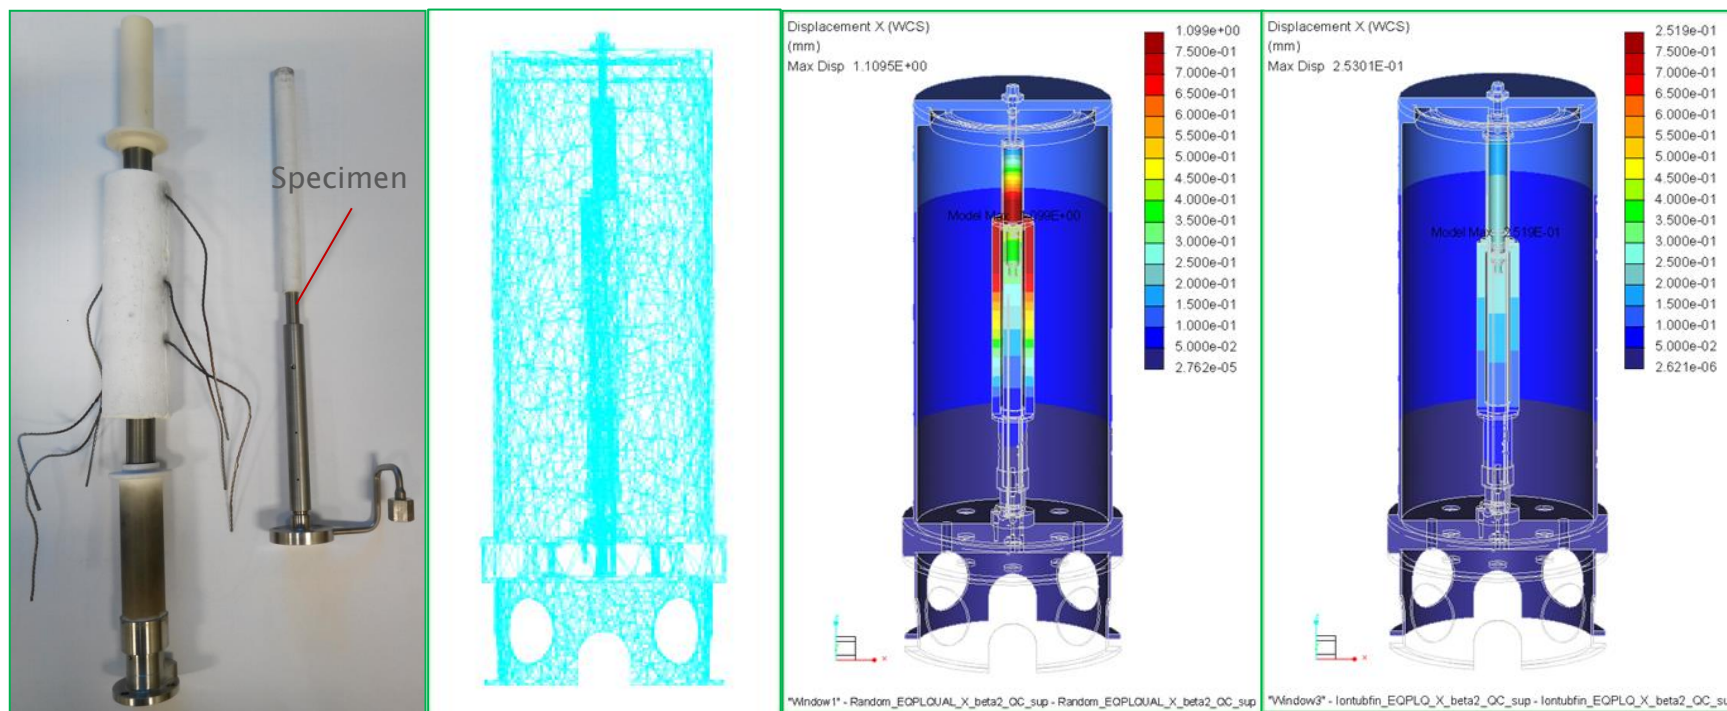 Specimen
Displacement X (WCS)
(mm)
Max Disp 1.1095E+00
1.099e+00
7.500e-01
7.000e-01
6.500e-01
6.000e-01
5.500e-01
5.000e-01
4.500e-01
4.000e-01
3.500e-01
3.000e-01
2.500e-01
2.000e-01
1.500e-01
1.000e-01
5.000e-02
2.762e-05
"Window1" - Random_EQPLQUAL_X_beta2_QC_sup - Random_EQPLQUAL_X_beta2_QC_sup
Displacement X (WCS)
(mm)
Max Disp 2.5301E-01
2.519e-01
7.500e-01
7.000e-01
6.500e-01
6.000e-01
5.500e-01
5.000e-01
4.500e-01
4.000e-01
3.500e-01
3.000e-01
2.500e-01
2.000e-01
1.500e-01
1.000e-01
5.000e-02
2.621e-06
Model Max
"Window3" - Iontubfin_EQPLQ_X_beta2_QC_sup - Iontubfin_EQPLQ_X_beta2_QC_su